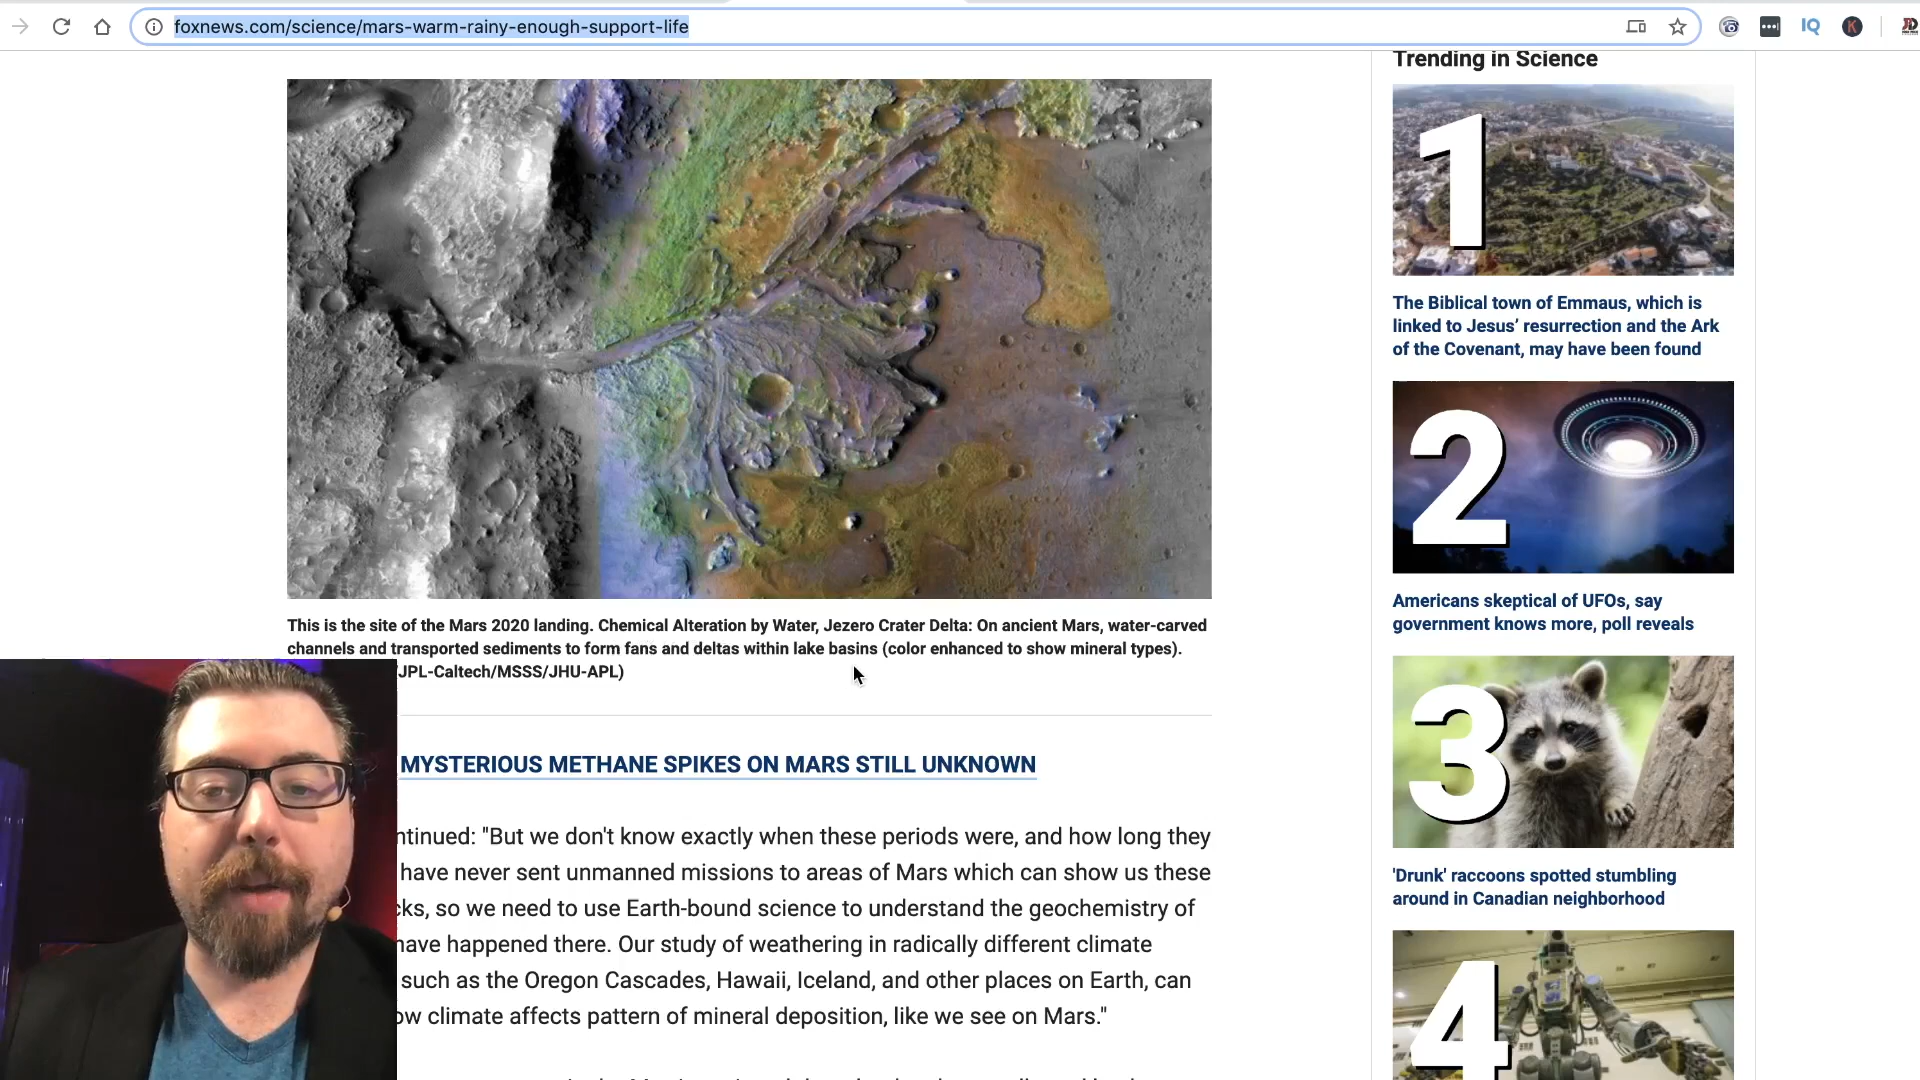 foxnews.com/science/mars-warm-rainy-enough-support-life
IQ
K
Trending in Science
1
The Biblical town of Emmaus, which is
linked to Jesus’ resurrection and the Ark
of the Covenant, may have been found
2
Americans skeptical of UFOs, say
government knows more, poll reveals
3
'Drunk' raccoons spotted stumbling
around in Canadian neighborhood
4
This is the site of the Mars 2020 landing. Chemical Alteration by Water, Jezero Crater Delta: On ancient Mars, water-carved
channels and transported sediments to form fans and deltas within lake basins (color enhanced to show mineral types).
/JPL-Caltech/MSSS/JHU-APL)
MYSTERIOUS METHANE SPIKES ON MARS STILL UNKNOWN
ntinued: "But we don't know exactly when these periods were, and how long they
have never sent unmanned missions to areas of Mars which can show us these
cks, so we need to use Earth-bound science to understand the geochemistry of
have happened there. Our study of weathering in radically different climate
such as the Oregon Cascades, Hawaii, Iceland, and other places on Earth, can
ow climate affects pattern of mineral deposition, like we see on Mars."